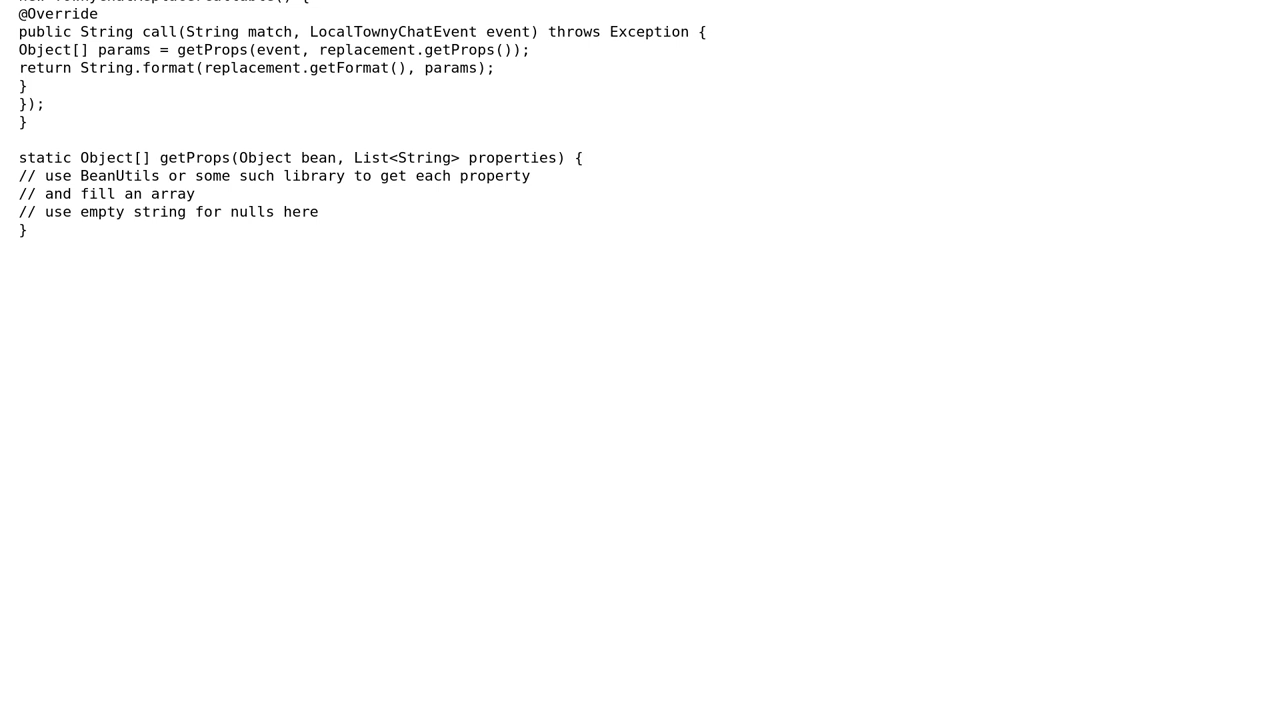 @Override
public String call(String match, LocalTownyChatEvent event) throws Exception {
Object[] params = getProps(event, replacement.getProps());
return String.format(replacement.getFormat(), params);
}
});
}

static Object[] getProps(Object bean, List<String> properties) {
// use BeanUtils or some such library to get each property
// and fill an array
// use empty string for nulls here
}